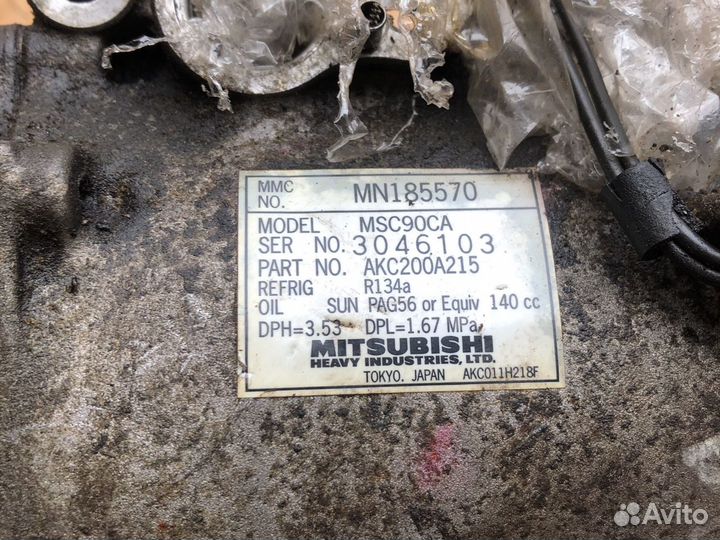 MMC
NO. MN185570
MODEL MSC90CA
SER NO. 3046103
PART NO. AKC200A215
REFRIG R134a
OIL SUN PAG56 or Equiv 140 cc
DPH=3.53 DPL=1.67 MPa
MITSUBISHI
HEAVY INDUSTRIES, LTD.
TOKYO. JAPAN AKC011H218F
Avito